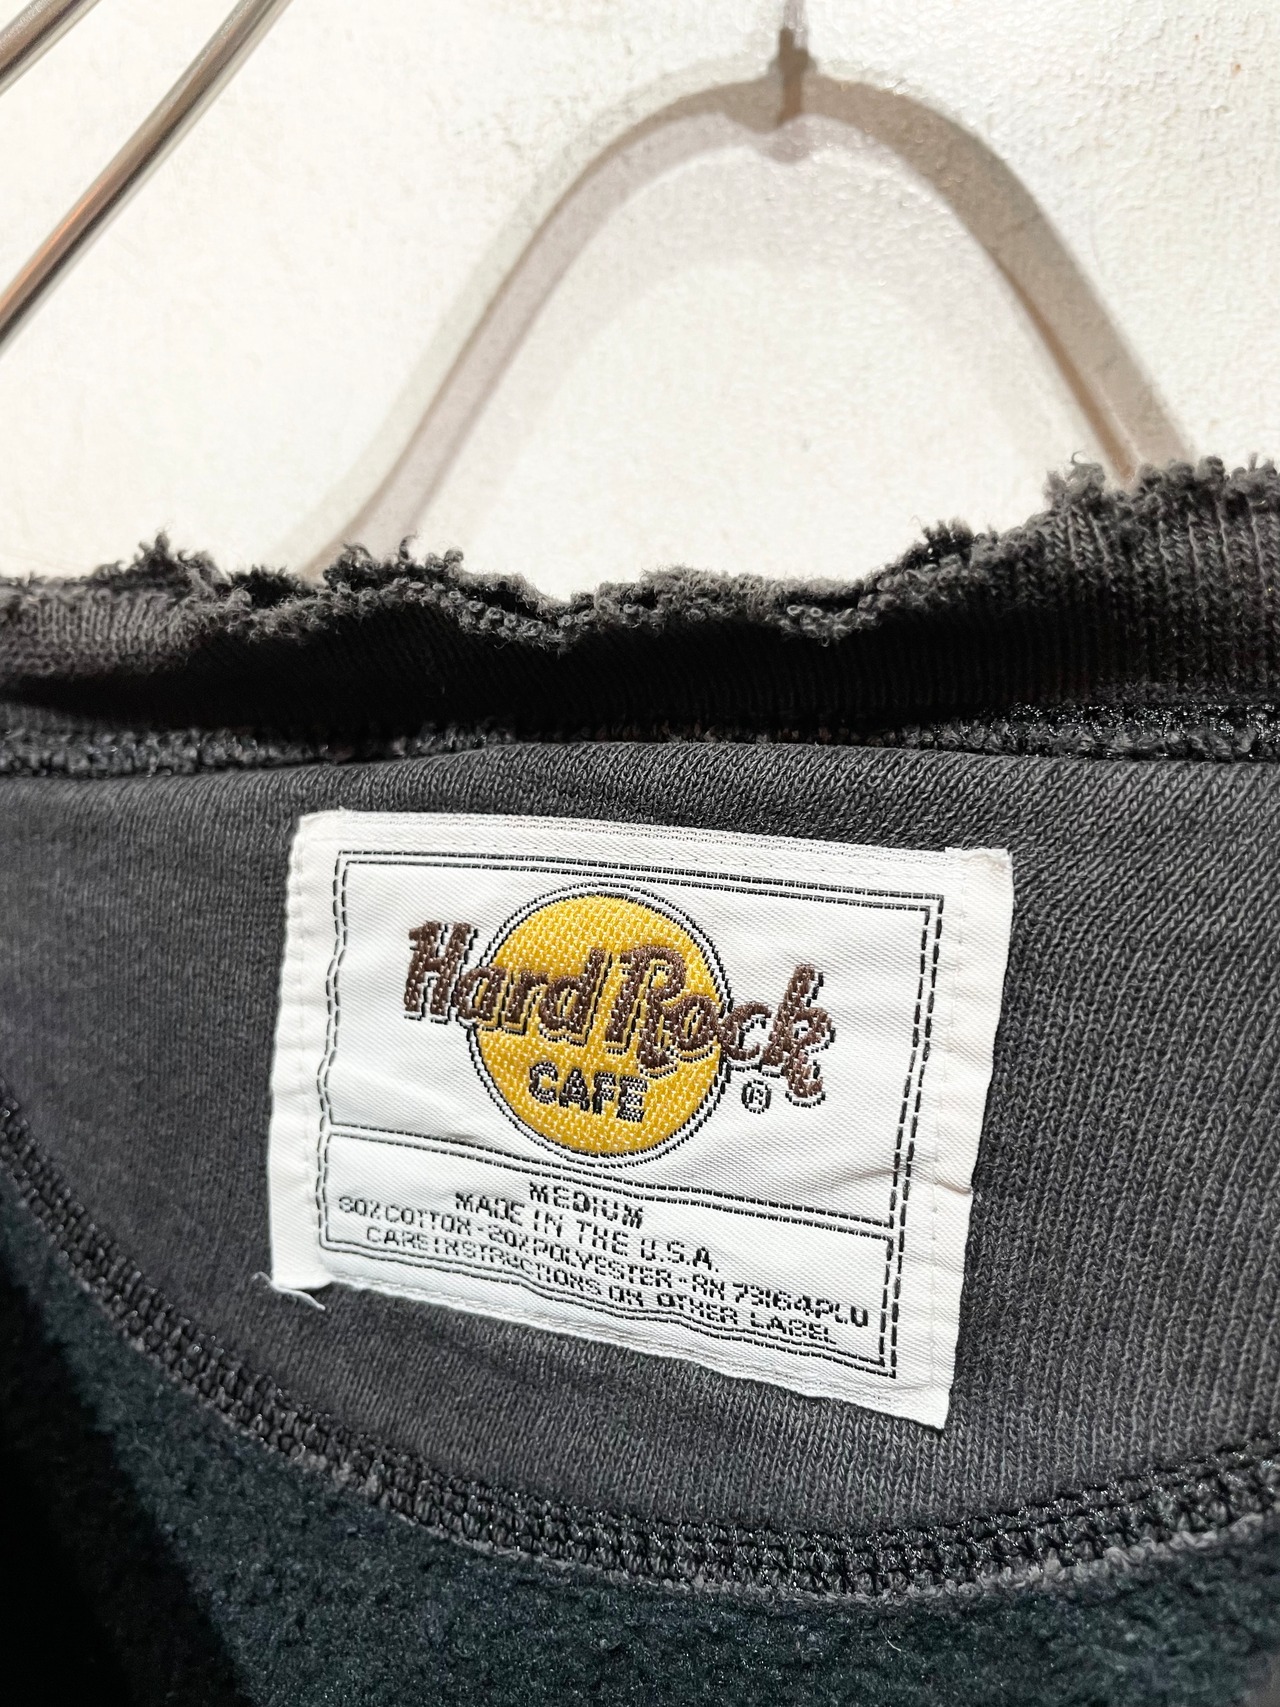 Hard Rock
CAFE ®
MEDIUM
MADE IN THE U.S.A.
80% COTTON - 20% POLYESTER - RN 73164PLU
CARE INSTRUCTIONS ON OTHER LABEL